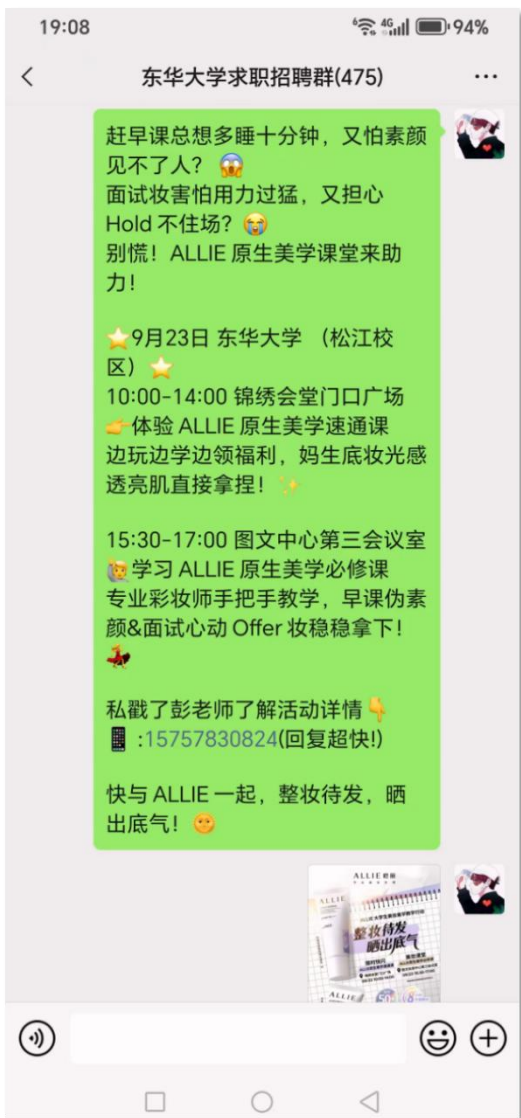 19:08
6 4G 94%
东华大学求职招聘群(475)
赶早课总想多睡十分钟，又怕素颜
见不了人？😱
面试妆害怕用力过猛，又担心
Hold 不住场？😭
别慌！ALLIE 原生美学课堂来助
力！
⭐9月23日 东华大学 （松江校
区）⭐
10:00-14:00 锦绣会堂门口广场
👉体验 ALLIE 原生美学速通课
边玩边学边领福利，妈生底妆光感
透亮肌直接拿捏！✨
15:30-17:00 图文中心第三会议室
🙋学习 ALLIE 原生美学必修课
专业彩妆师手把手教学，早课伪素
颜&面试心动 Offer 妆稳稳拿下！
💃
私戳了彭老师了解活动详情👇
📱:15757830824(回复超快!)
快与 ALLIE 一起，整妆待发，晒
出底气！🌝
ALLIE
ALLIE
整妆待发
晒出底气
ALLIE